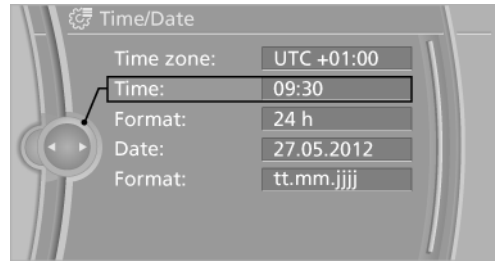 Time/Date
Time zone: UTC +01:00
Time: 09:30
Format: 24 h
Date: 27.05.2012
Format: tt.mm.jjjj